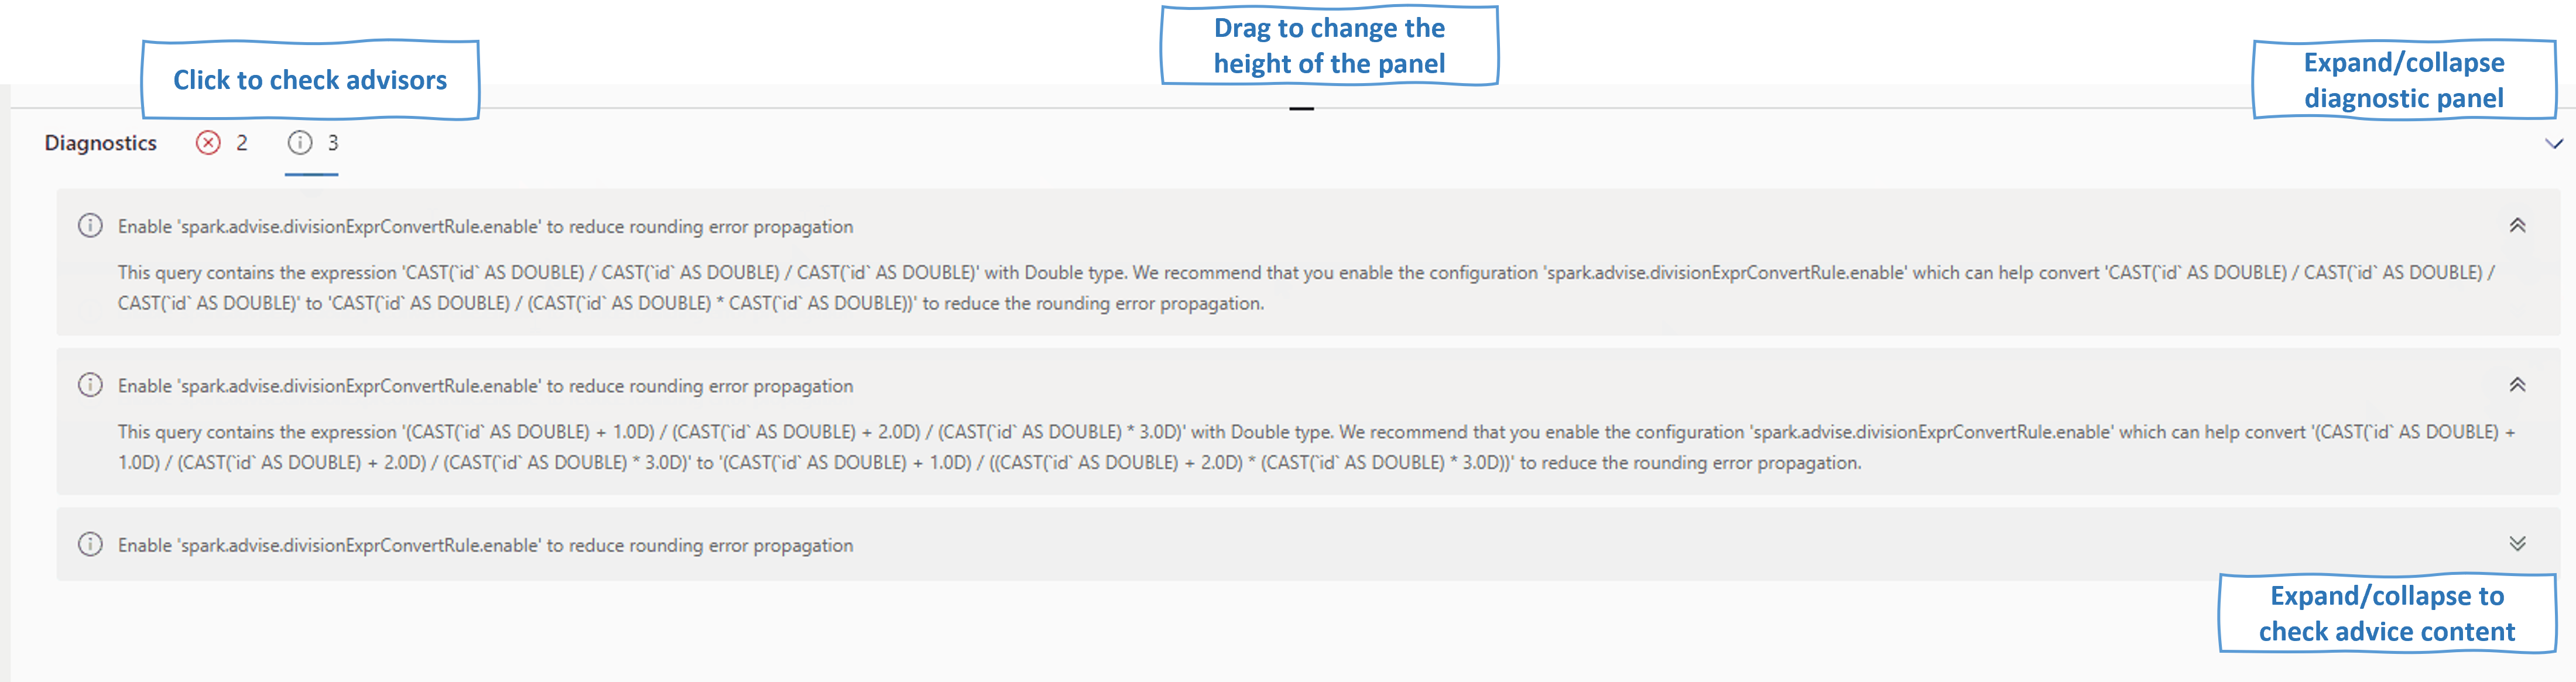 Click to check advisors
Drag to change the
height of the panel
Expand/collapse
diagnostic panel
Diagnostics 2 3
Enable 'spark.advise.divisionExprConvertRule.enable' to reduce rounding error propagation
This query contains the expression 'CAST(`id` AS DOUBLE) / CAST(`id` AS DOUBLE) / CAST(`id` AS DOUBLE)' with Double type. We recommend that you enable the configuration 'spark.advise.divisionExprConvertRule.enable' which can help convert 'CAST(`id` AS DOUBLE) / CAST(`id` AS DOUBLE) /
CAST(`id` AS DOUBLE)' to 'CAST(`id` AS DOUBLE) / (CAST(`id` AS DOUBLE) * CAST(`id` AS DOUBLE))' to reduce the rounding error propagation.
Enable 'spark.advise.divisionExprConvertRule.enable' to reduce rounding error propagation
This query contains the expression '(CAST(`id` AS DOUBLE) + 1.0D) / (CAST(`id` AS DOUBLE) + 2.0D) / (CAST(`id` AS DOUBLE) * 3.0D)' with Double type. We recommend that you enable the configuration 'spark.advise.divisionExprConvertRule.enable' which can help convert '(CAST(`id` AS DOUBLE) +
1.0D) / (CAST(`id` AS DOUBLE) + 2.0D) / (CAST(`id` AS DOUBLE) * 3.0D)' to '(CAST(`id` AS DOUBLE) + 1.0D) / ((CAST(`id` AS DOUBLE) + 2.0D) * (CAST(`id` AS DOUBLE) * 3.0D))' to reduce the rounding error propagation.
Enable 'spark.advise.divisionExprConvertRule.enable' to reduce rounding error propagation
Expand/collapse to
check advice content